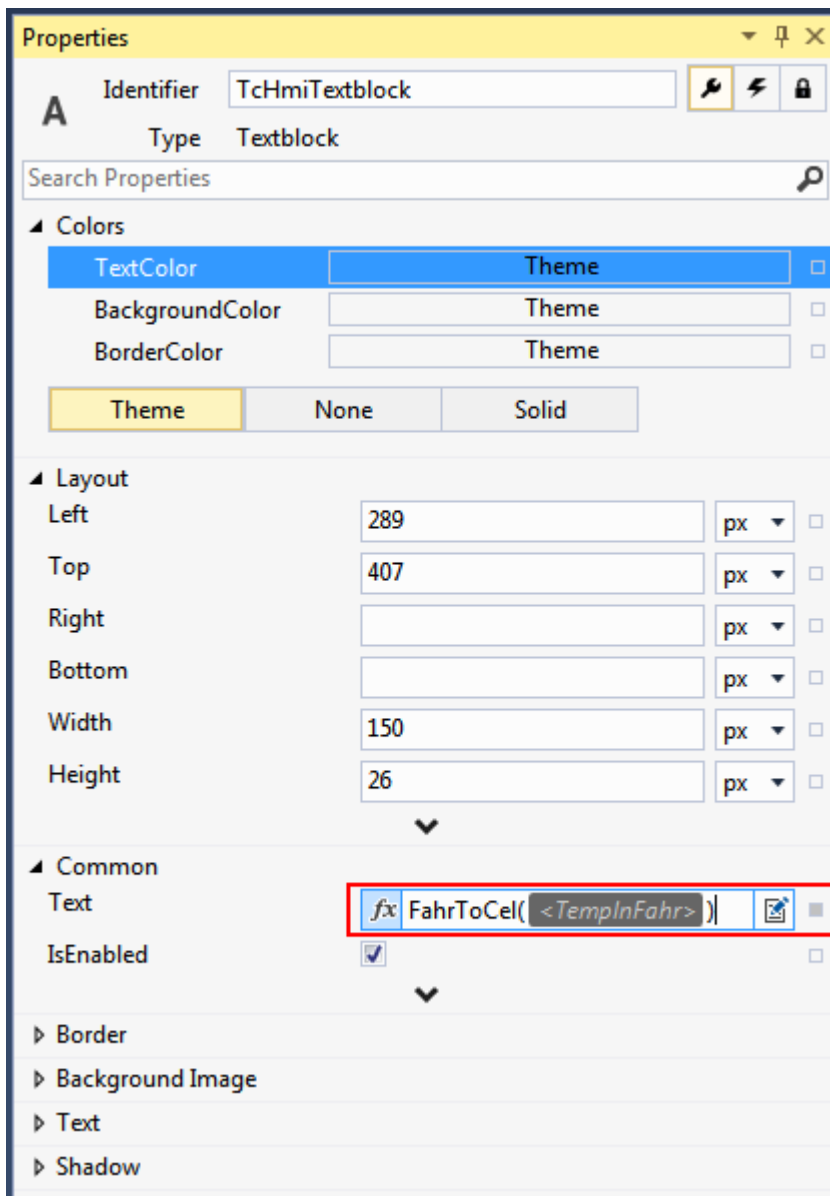 Properties
Identifier TcHmiTextblock
A
Type Textblock
Search Properties
Colors
TextColor Theme
BackgroundColor Theme
BorderColor Theme
Theme None Solid
Layout
Left 289 px
Top 407 px
Right px
Bottom px
Width 150 px
Height 26 px
Common
Text fx FahrToCel( <TempInFahr> )
IsEnabled
Border
Background Image
Text
Shadow